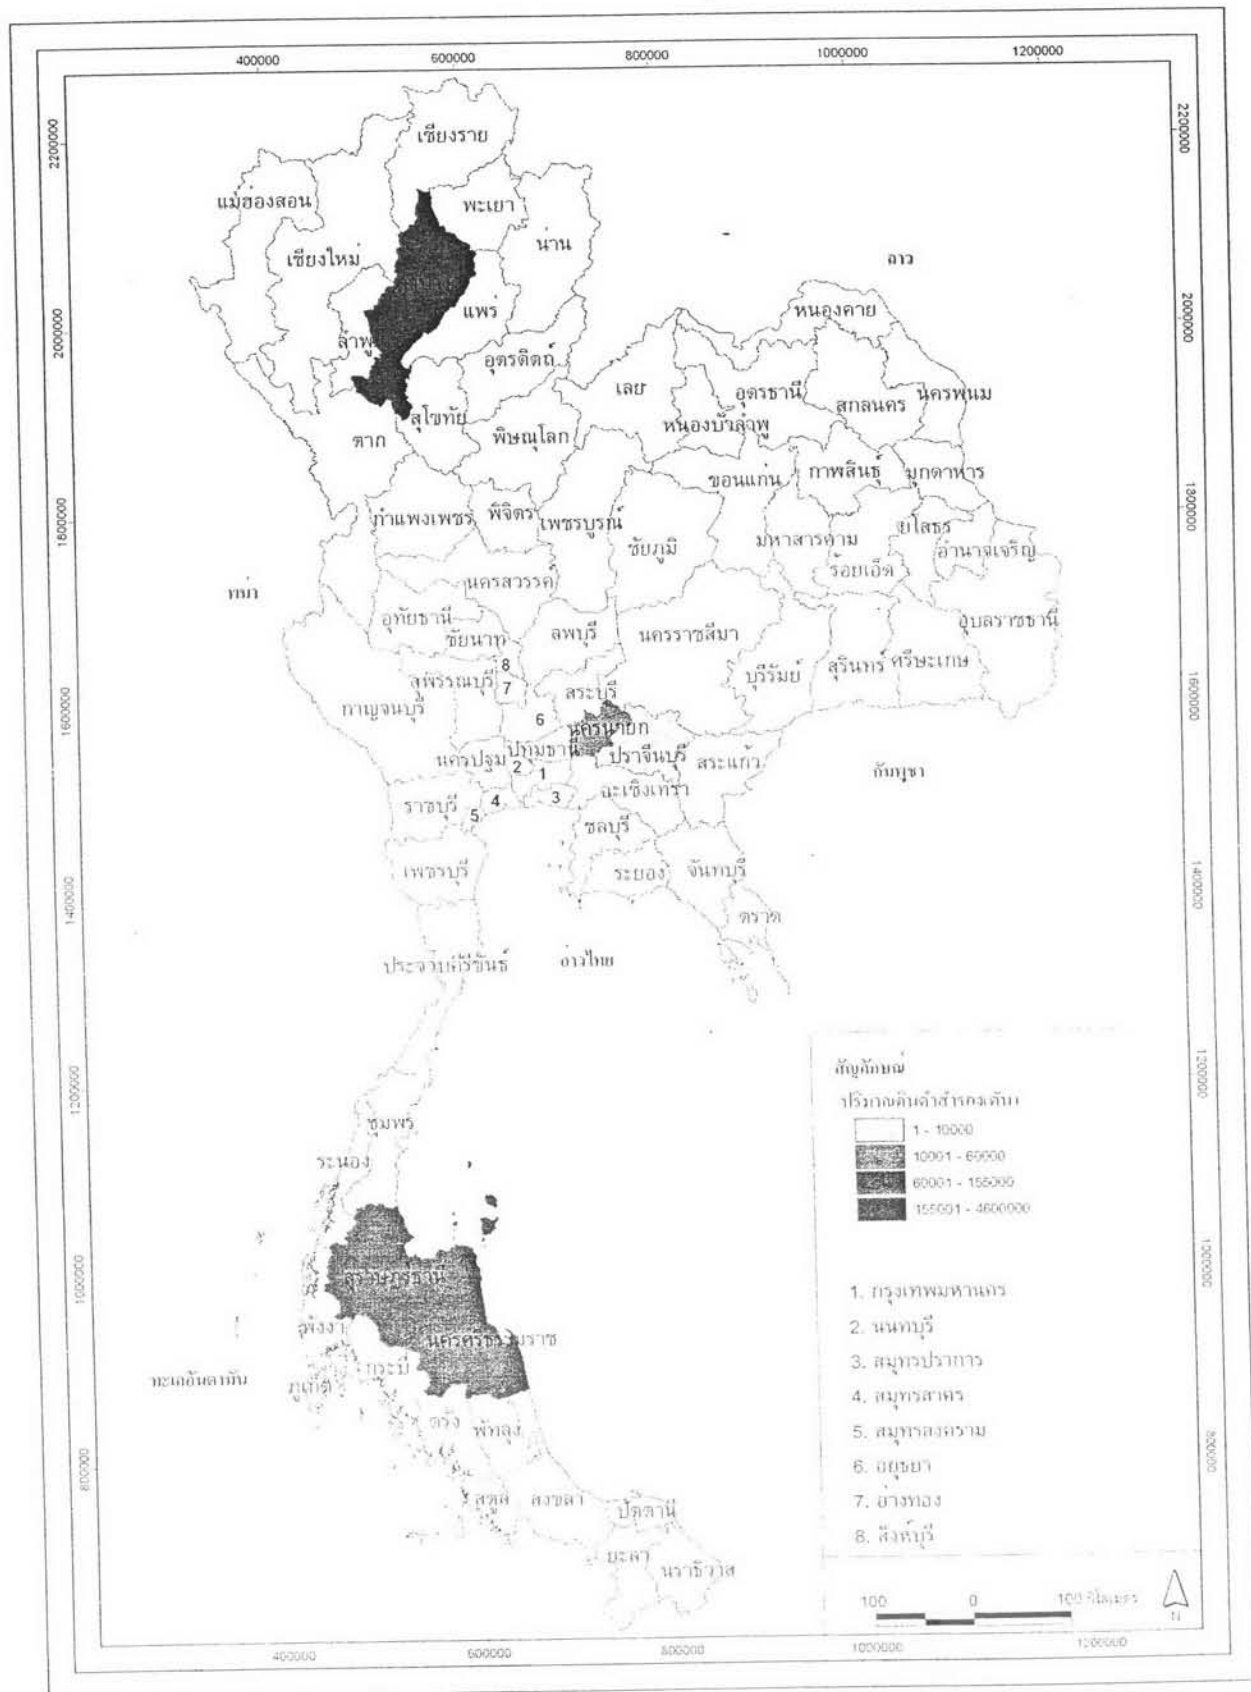 400000 600000 800000 1000000 1200000
2200000 2200000
เชียงราย
แม่ฮ่องสอน
พะเยา
น่าน
เชียงใหม่
ลาว
แพร่
หนองคาย
2000000 2000000
ลำพู
อุตรดิตถ์
เลย
อุดรธานี
สกลนคร
นครพนม
สุโขทัย
หนองบัวลำพู
ตาก
พิษณุโลก
ขอนแก่น
กาพสินธุ์
มุกดาหาร
กำแพงเพชร
พิจิตร
เพชรบูรณ์
1800000 1800000
ชัยภูมิ
มหาสารคาม
ยโสธร
อำนาจเจริญ
ร้อยเอ็ด
นครสวรรค์
พม่า
อุทัยธานี
ชัยนาท
ลพบุรี
นครราชสีมา
อุบลราชธานี
8
สุพรรณบุรี
7
บุรีรัมย์
สุรินทร์
ศรีษะเกษ
สระบุรี
1600000 1600000
กาญจนบุรี
6
นครนายก
นครปฐม
ปทุมธานี
ปราจีนบุรี
สระแก้ว
กัมพูชา
2
1
ฉะเชิงเทรา
ราชบุรี
4
3
5
ชลบุรี
เพชรบุรี
ระยอง
จันทบุรี
1400000 1400000
ตราด
ประจวบคีรีขันธ์
อ่าวไทย
สัญลักษณ์
1200000 1200000
1 - 10000
ชุมพร
10001 - 60000
ระนอง
60001 - 155000
155001 - 4600000
1000000 1000000
สุราษฎร์ธานี
1. กรุงเทพมหานคร
พังงา
นครศรีธรรมราช
2. นนทบุรี
กระบี่
3. สมุทรปราการ
ทะเลอันดามัน
ภูเก็ต
4. สมุทรสาคร
ตรัง
พัทลุง
5. สมุทรสงคราม
800000 800000
6. อยุธยา
สตูล
สงขลา
ปัตตานี
7. อ่างทอง
8. สิงห์บุรี
ยะลา
นราธิวาส
100 0 100 กิโลเมตร
N
400000 600000 800000 1000000 1200000